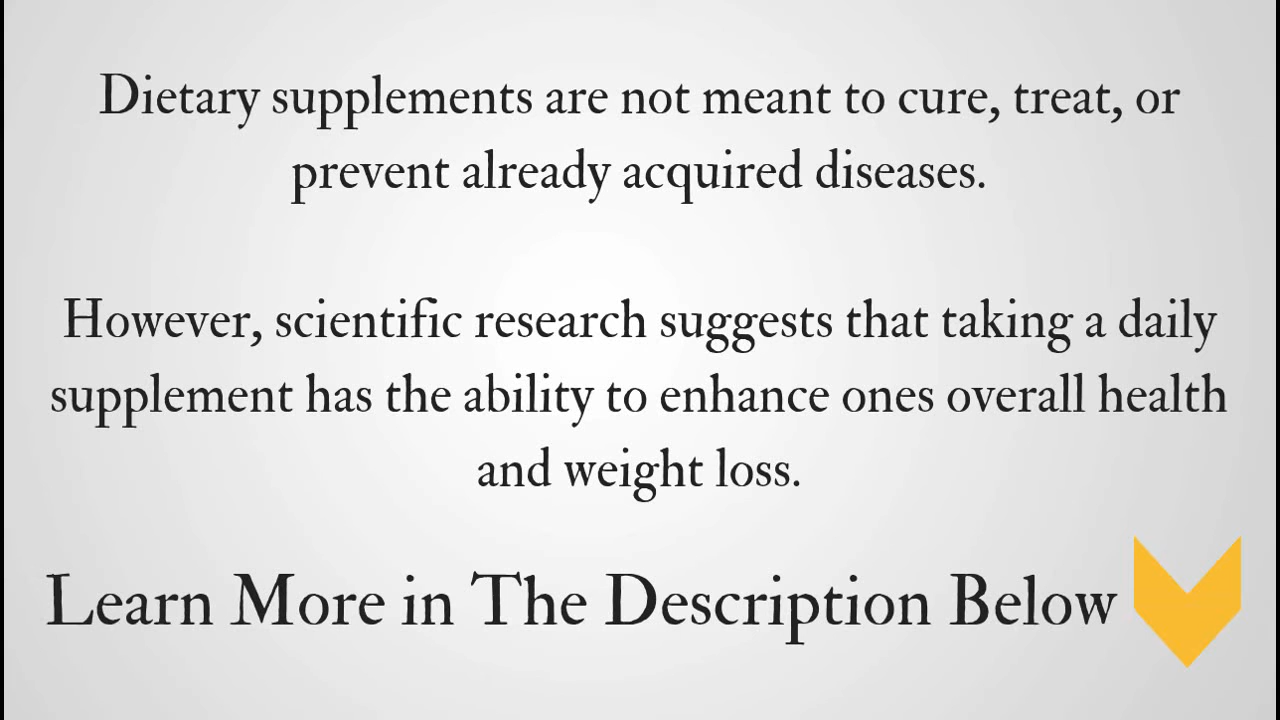 Dietary supplements are not meant to cure, treat, or
prevent already acquired diseases.
However, scientific research suggests that taking a daily
supplement has the ability to enhance ones overall health
and weight loss.
Learn More in The Description Below